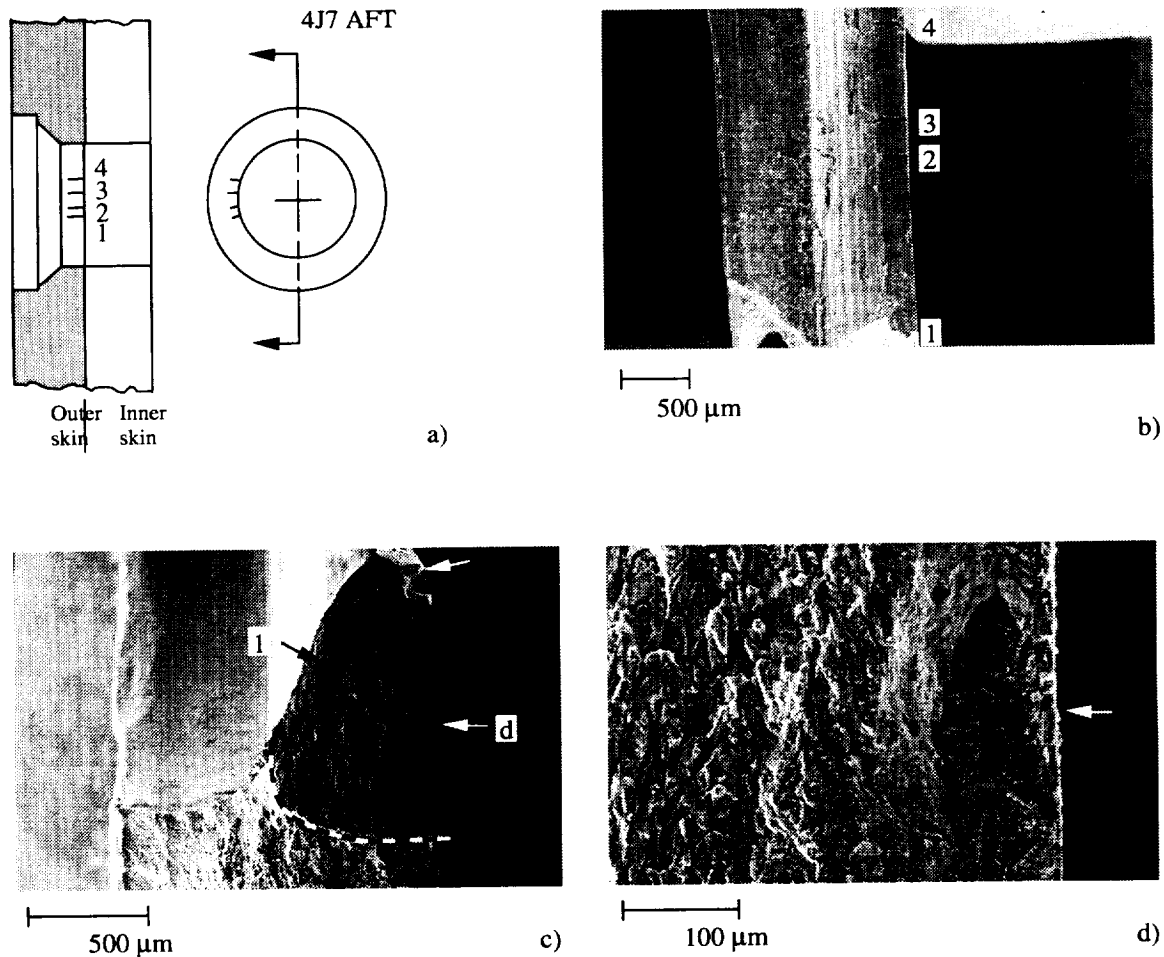 4J7 AFT
4
3
2
1
Outer skin
Inner skin
a)
4
3
2
1
500 μm
b)
1
d
500 μm
c)
100 μm
d)